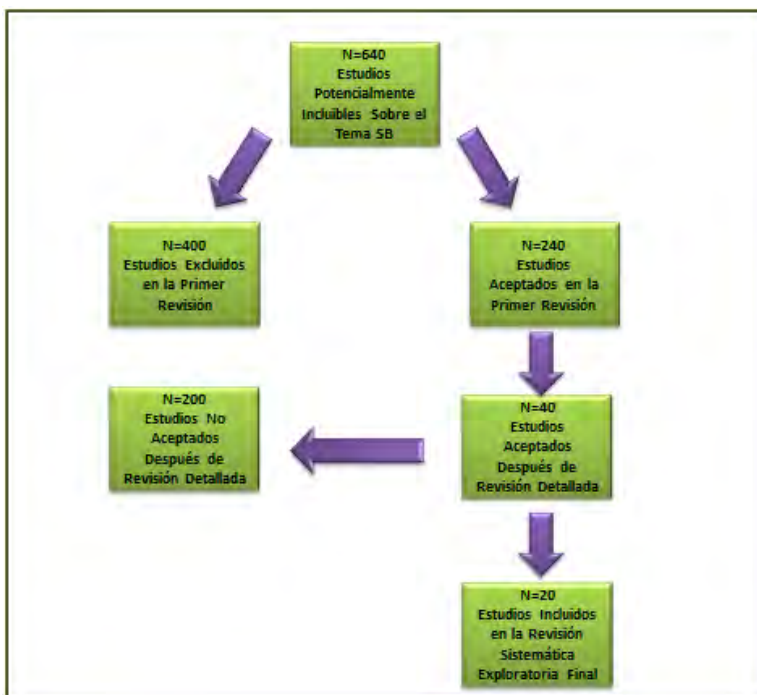 N=640
Estudios
Potencialmente
Incluibles Sobre el
Tema SB
N=400
Estudios Excluidos
en la Primer
Revisión
N=240
Estudios
Aceptados en la
Primer Revisión
N=200
Estudios No
Aceptados
Después de
Revisión Detallada
N=40
Estudios
Aceptados
Después de
Revisión Detallada
N=20
Estudios Incluidos
en la Revisión
Sistemática
Exploratoria Final